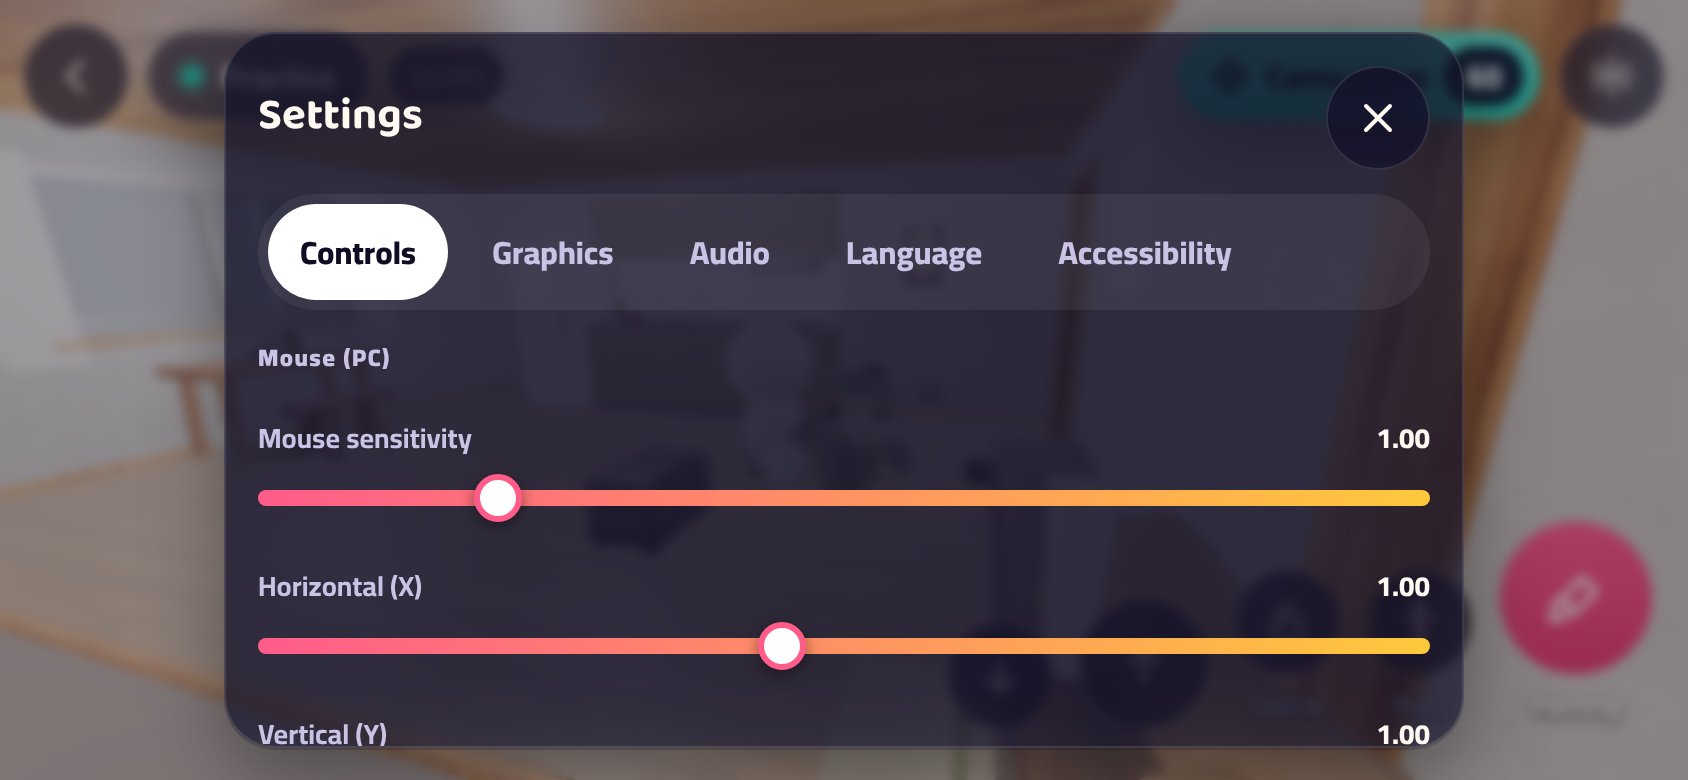 Settings
Controls Graphics Audio Language Accessibility
Mouse (PC)
Mouse sensitivity 1.00
Horizontal (X) 1.00
Vertical (Y) 1.00